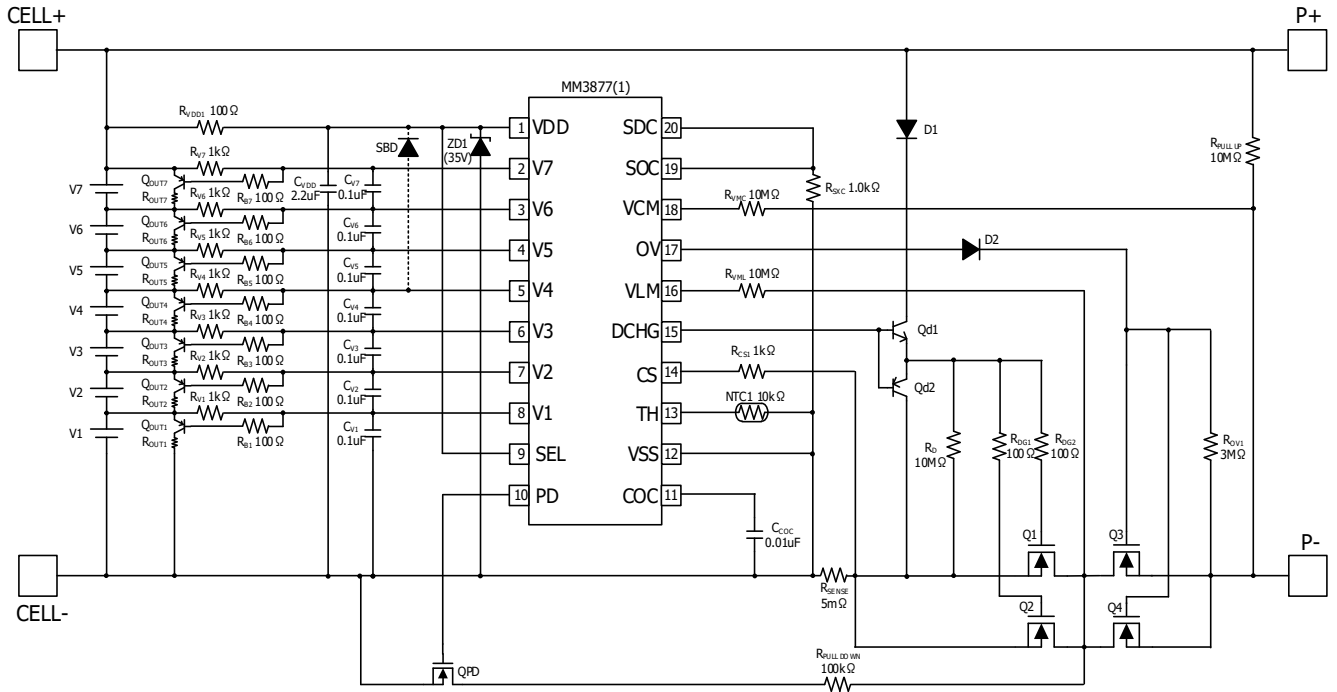 CELL+
P+
MM3877(1)
RVDD1 100Ω
1 VDD
SDC 20
D1
SBD
ZD1
(35V)
RPULL UP
10MΩ
RV7 1kΩ
2 V7
SOC 19
V7
QOUT7
ROUT7
RB7 100Ω
CVDD
2.2uF
CV7
0.1uF
RSXC 1.0kΩ
RV6 1kΩ
3 V6
VCM 18
RVMC 10MΩ
V6
QOUT6
ROUT6
RB6 100Ω
CV6
0.1uF
RV5 1kΩ
4 V5
OV 17
D2
V5
QOUT5
ROUT5
RB5 100Ω
CV5
0.1uF
RV4 1kΩ
5 V4
VLM 16
RVML 10MΩ
V4
QOUT4
ROUT4
RB4 100Ω
CV4
0.1uF
RV3 1kΩ
6 V3
DCHG 15
Qd1
V3
QOUT3
ROUT3
RB3 100Ω
CV3
0.1uF
RV2 1kΩ
7 V2
CS 14
RCS1 1kΩ
Qd2
V2
QOUT2
ROUT2
RB2 100Ω
CV2
0.1uF
RV1 1kΩ
8 V1
TH 13
NTC1 10kΩ
V1
QOUT1
ROUT1
RB1 100Ω
CV1
0.1uF
RD
10MΩ
RDG1
100Ω
RDG2
100Ω
ROV1
3MΩ
9 SEL
VSS 12
10 PD
COC 11
CCOC
0.01uF
Q1
Q3
P-
CELL-
RSENSE
5mΩ
Q2
Q4
QPD
RPULL DOWN
100kΩ